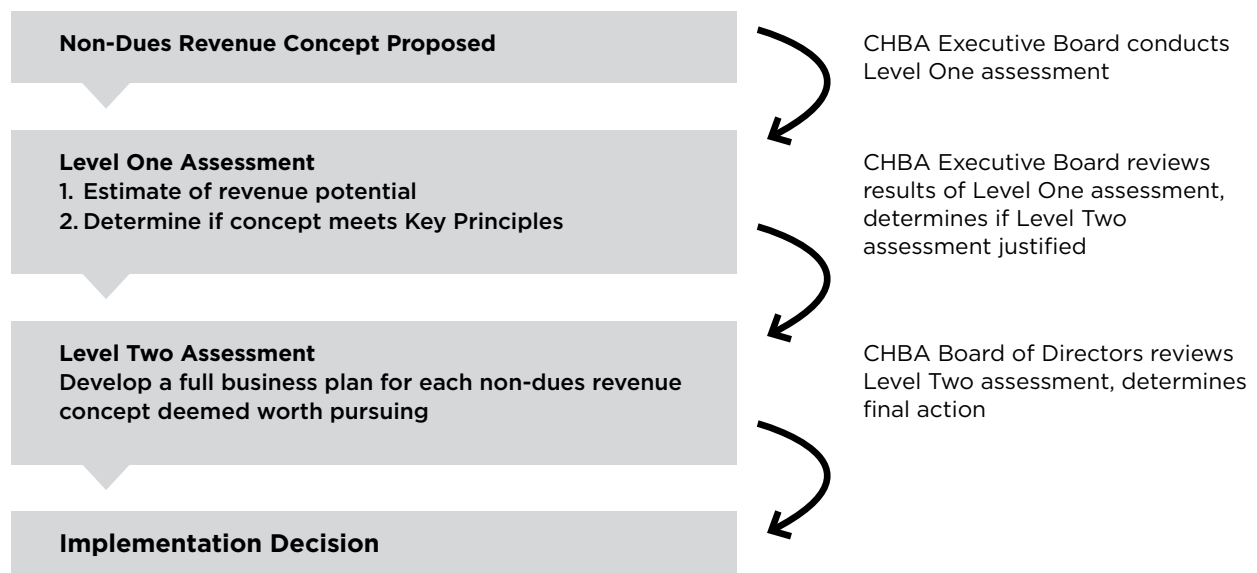 Non-Dues Revenue Concept Proposed
CHBA Executive Board conducts
Level One assessment
Level One Assessment
1. Estimate of revenue potential
2. Determine if concept meets Key Principles
CHBA Executive Board reviews
results of Level One assessment,
determines if Level Two
assessment justified
Level Two Assessment
Develop a full business plan for each non-dues revenue
concept deemed worth pursuing
CHBA Board of Directors reviews
Level Two assessment, determines
final action
Implementation Decision